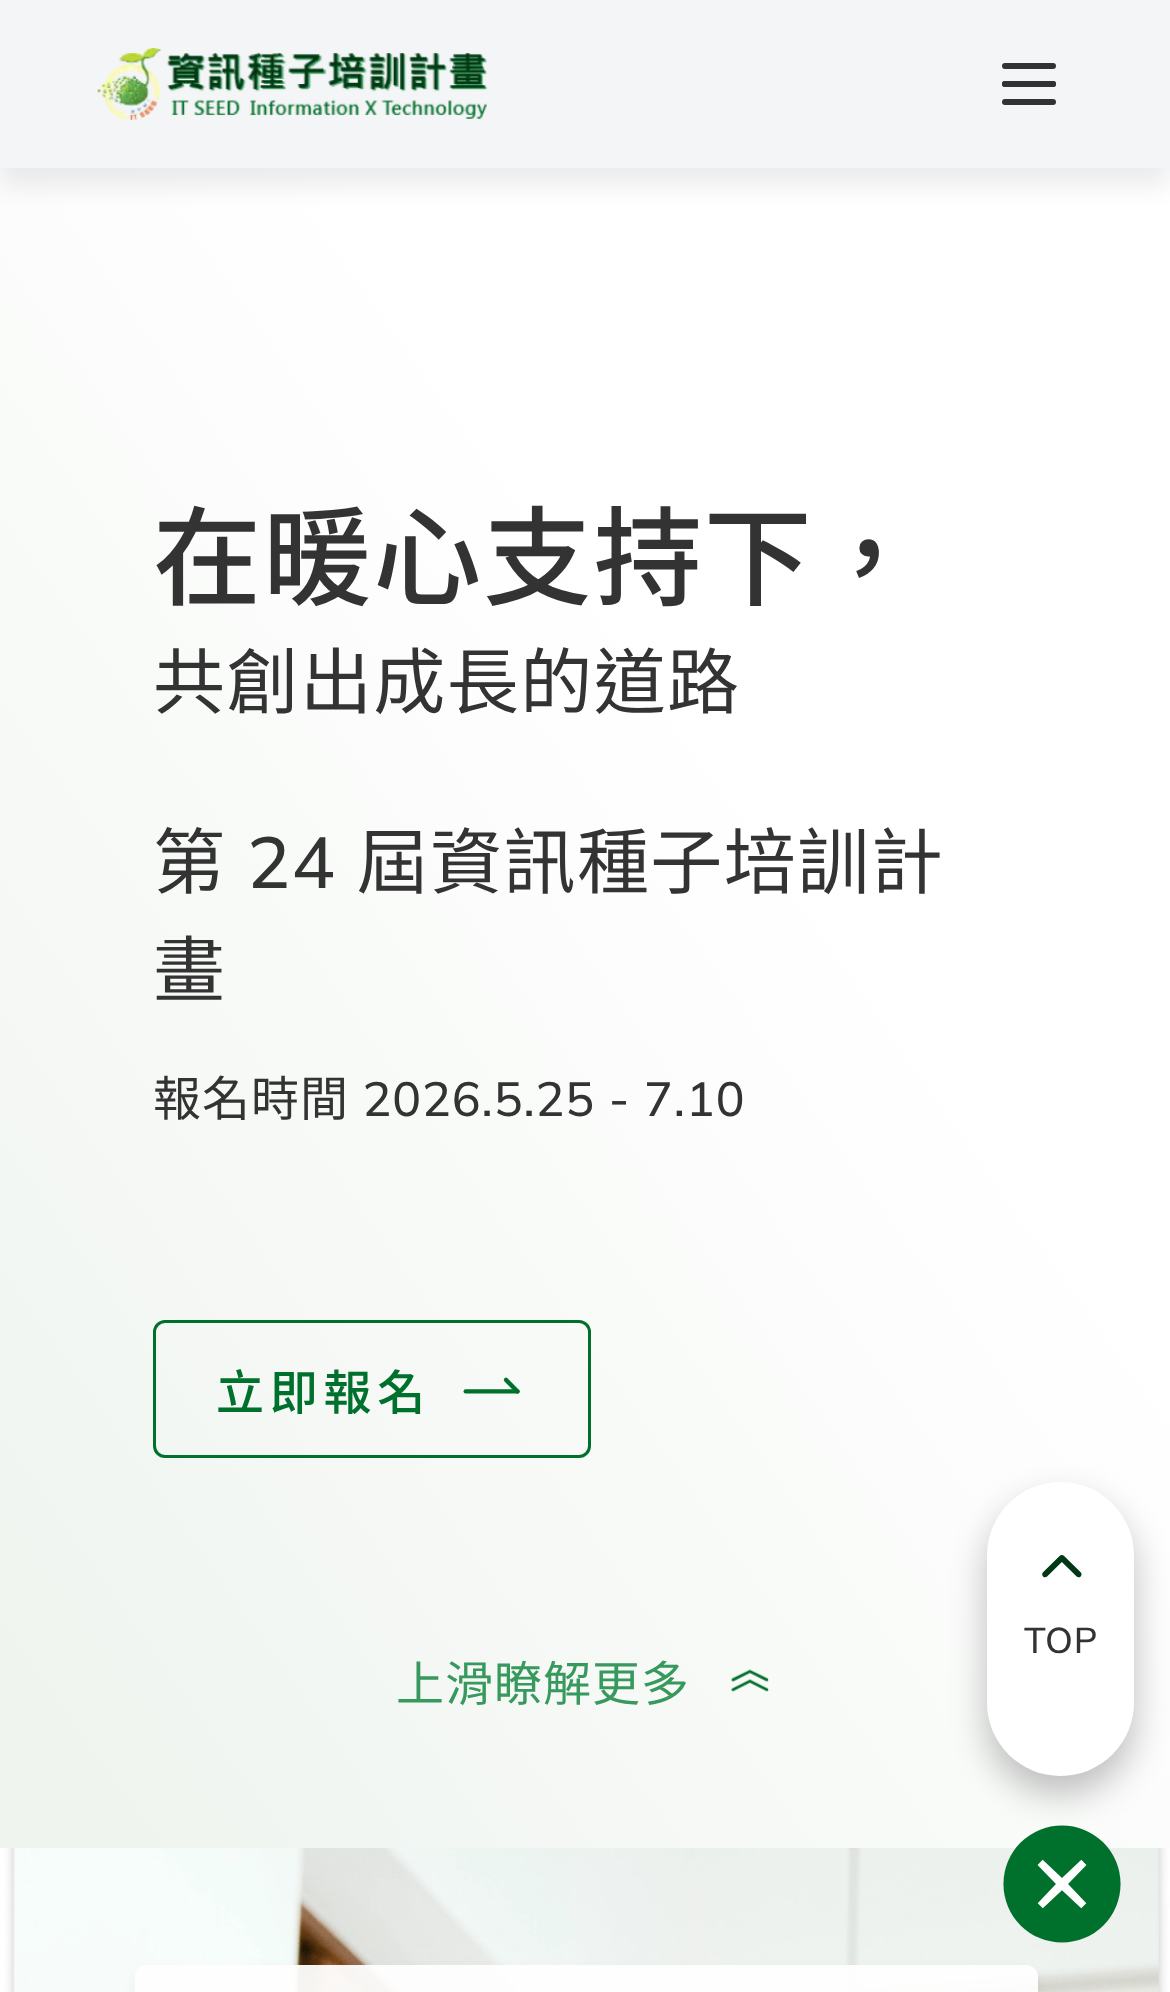 資訊種子培訓計畫
IT SEED Information X Technology
在暖心支持下，
共創出成長的道路
第 24 屆資訊種子培訓計
畫
報名時間 2026.5.25 - 7.10
立即報名
上滑瞭解更多
TOP